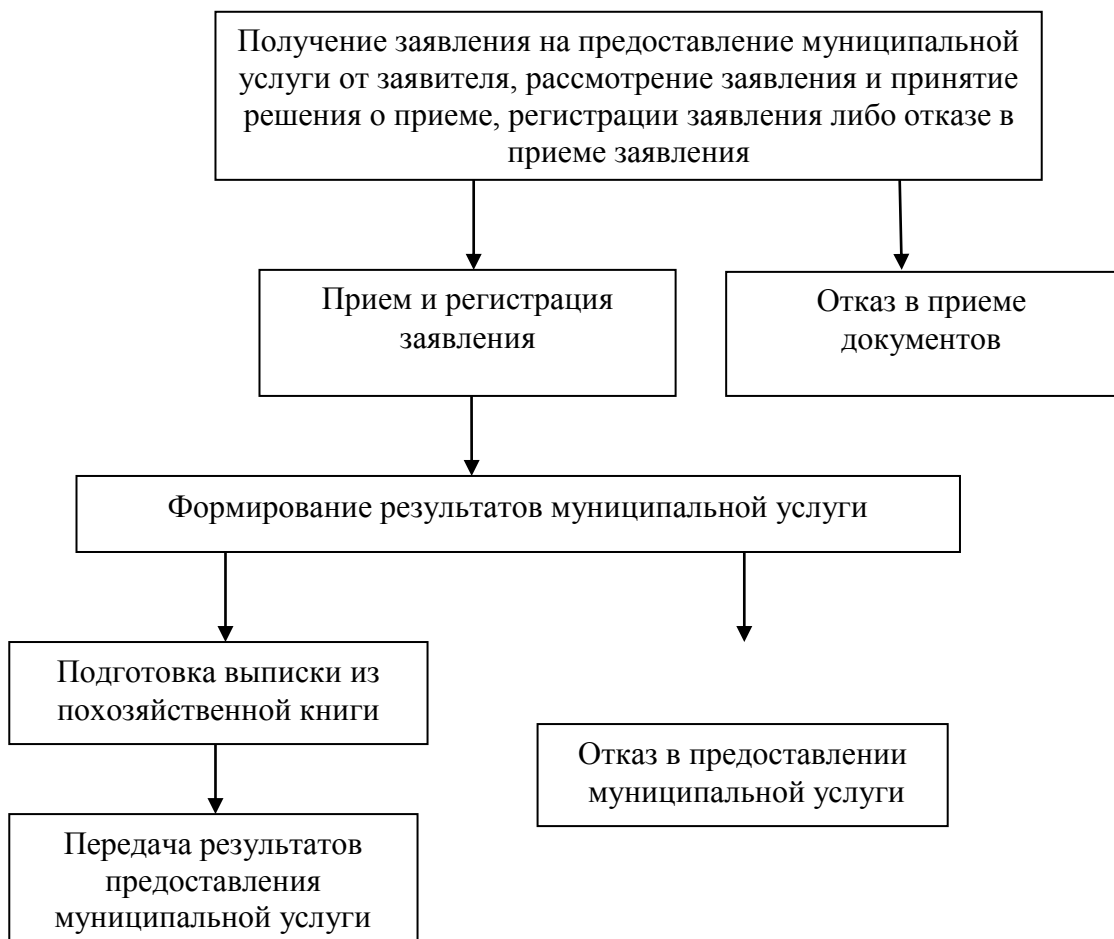 Получение заявления на предоставление муниципальной
услуги от заявителя, рассмотрение заявления и принятие
решения о приеме, регистрации заявления либо отказе в
приеме заявления
Прием и регистрация
заявления
Отказ в приеме
документов
Формирование результатов муниципальной услуги
Подготовка выписки из
похозяйственной книги
Отказ в предоставлении
муниципальной услуги
Передача результатов
предоставления
муниципальной услуги